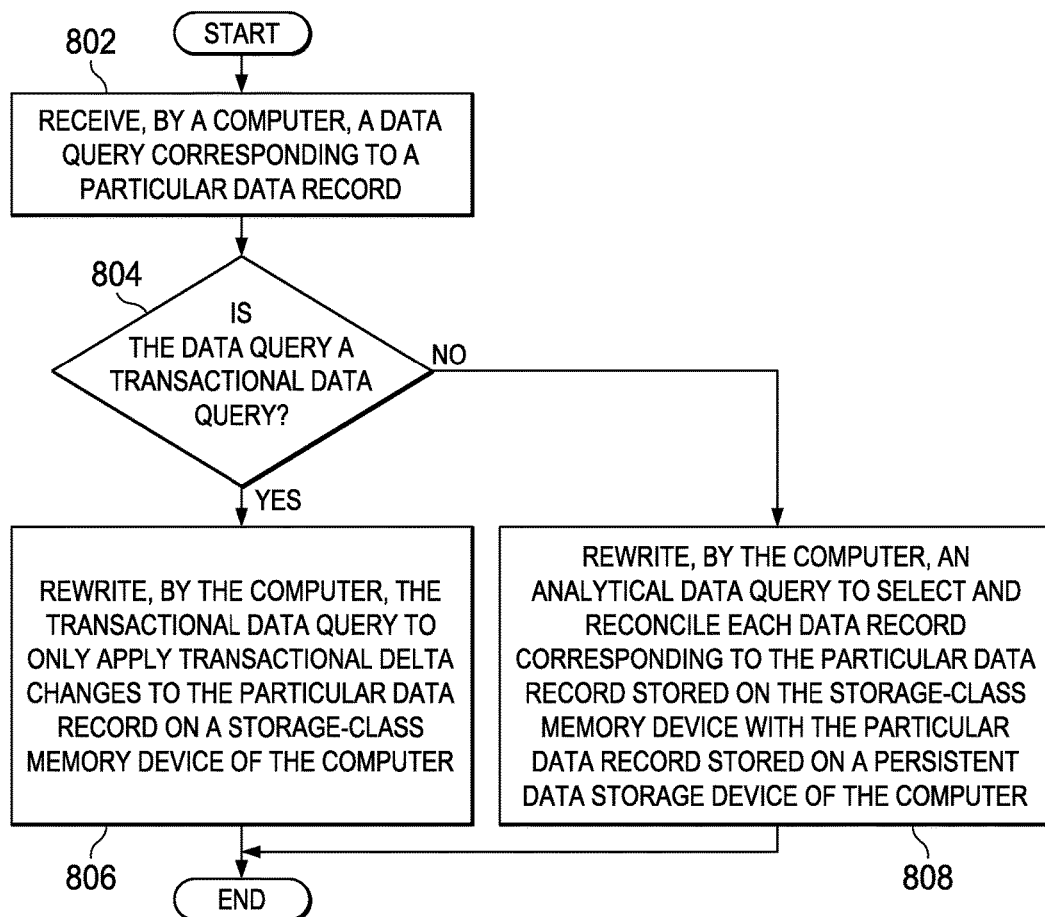 START
802
RECEIVE, BY A COMPUTER, A DATA
QUERY CORRESPONDING TO A
PARTICULAR DATA RECORD
804
IS
THE DATA QUERY A
TRANSACTIONAL DATA
QUERY?
NO
YES
REWRITE, BY THE COMPUTER, THE
TRANSACTIONAL DATA QUERY TO
ONLY APPLY TRANSACTIONAL DELTA
CHANGES TO THE PARTICULAR DATA
RECORD ON A STORAGE-CLASS
MEMORY DEVICE OF THE COMPUTER
806
REWRITE, BY THE COMPUTER, AN
ANALYTICAL DATA QUERY TO SELECT AND
RECONCILE EACH DATA RECORD
CORRESPONDING TO THE PARTICULAR DATA
RECORD STORED ON THE STORAGE-CLASS
MEMORY DEVICE WITH THE PARTICULAR
DATA RECORD STORED ON A PERSISTENT
DATA STORAGE DEVICE OF THE COMPUTER
808
END